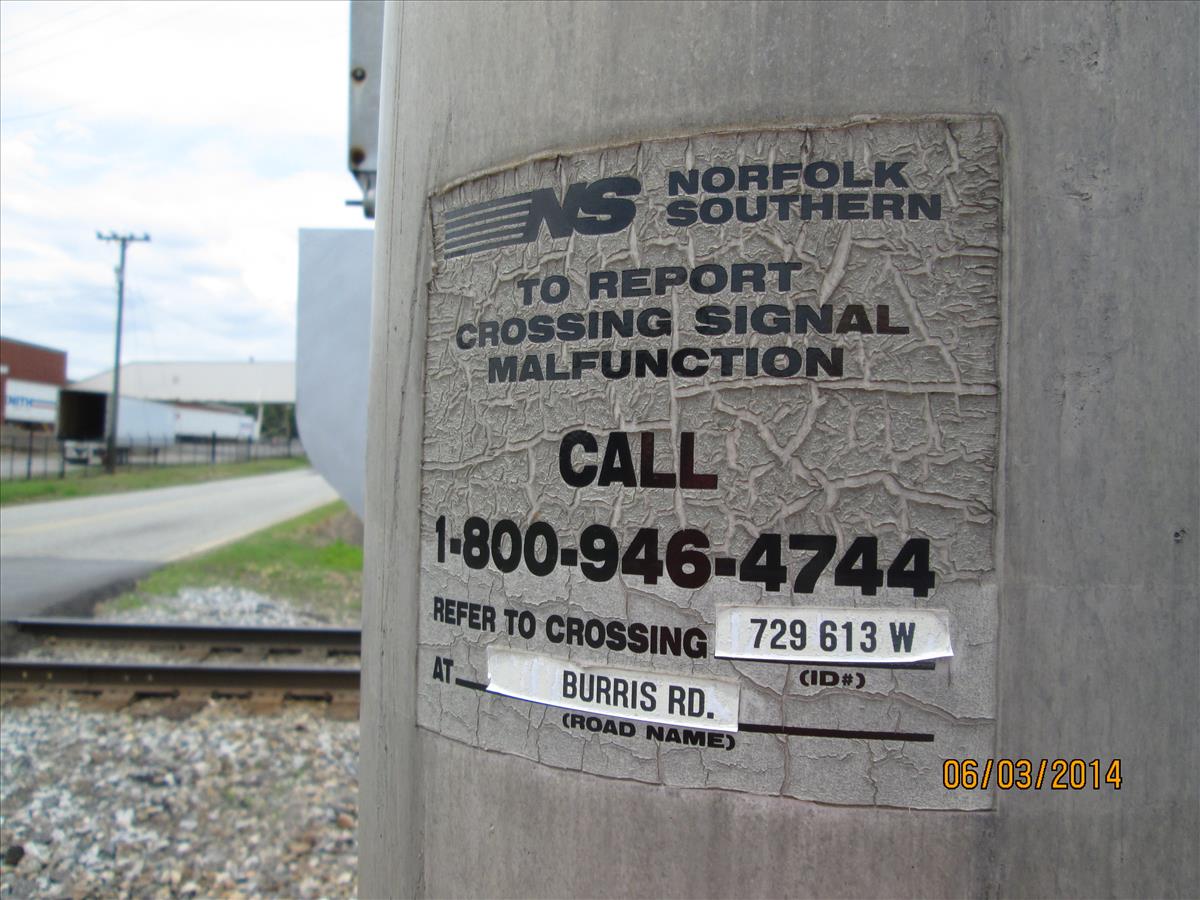 NS NORFOLK
SOUTHERN
TO REPORT
CROSSING SIGNAL
MALFUNCTION
CALL
1-800-946-4744
REFER TO CROSSING 729 613 W
(ID#)
AT BURRIS RD.
(ROAD NAME)
06/03/2014